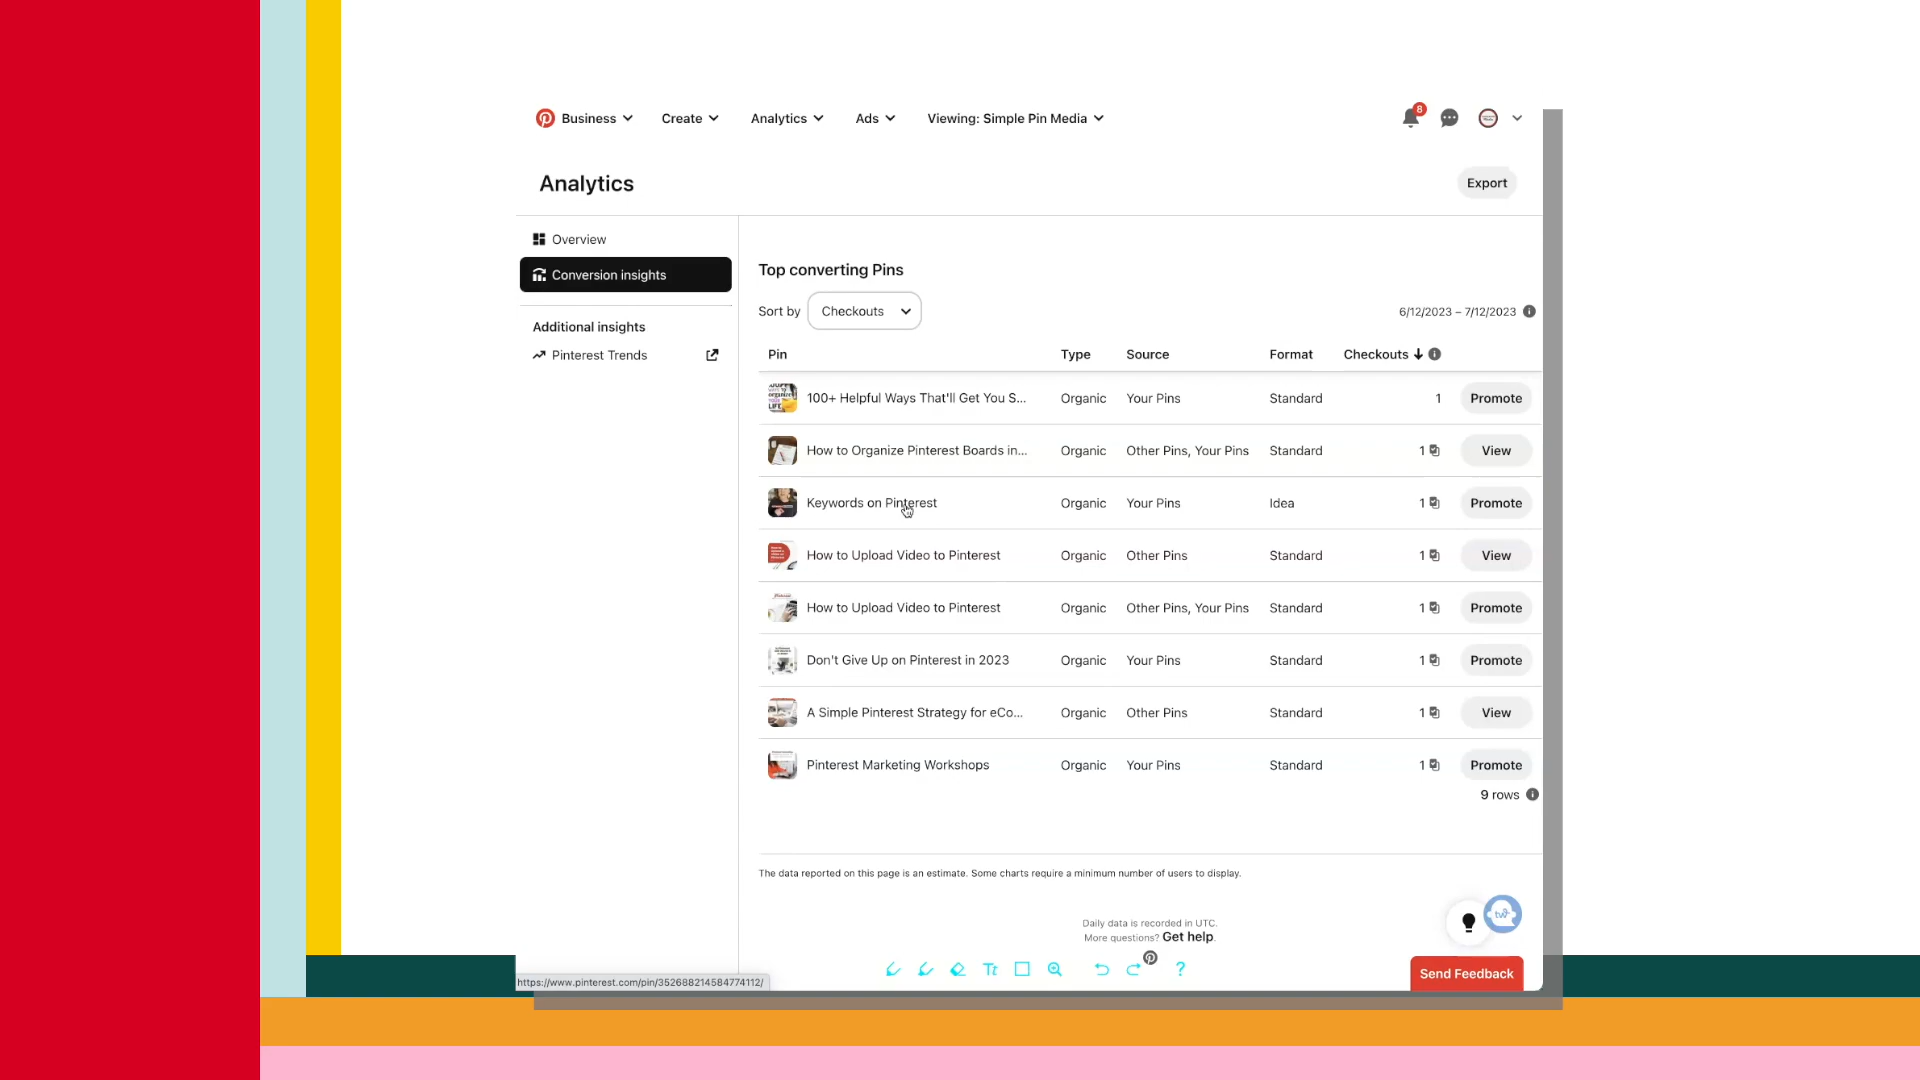 Business Create Analytics Ads Viewing: Simple Pin Media 8
Analytics Export
Overview
Conversion insights
Additional insights
Pinterest Trends
Top converting Pins
Sort by Checkouts 6/12/2023 – 7/12/2023
Pin Type Source Format Checkouts
100+ Helpful Ways That'll Get You S... Organic Your Pins Standard 1 Promote
How to Organize Pinterest Boards in... Organic Other Pins, Your Pins Standard 1 View
Keywords on Pinterest Organic Your Pins Idea 1 Promote
How to Upload Video to Pinterest Organic Other Pins Standard 1 View
How to Upload Video to Pinterest Organic Other Pins, Your Pins Standard 1 Promote
Don't Give Up on Pinterest in 2023 Organic Your Pins Standard 1 Promote
A Simple Pinterest Strategy for eCo... Organic Other Pins Standard 1 View
Pinterest Marketing Workshops Organic Your Pins Standard 1 Promote
9 rows
The data reported on this page is an estimate. Some charts require a minimum number of users to display.
Daily data is recorded in UTC.
More questions? Get help.
Tt ?
tw
Send Feedback
https://www.pinterest.com/pin/352688214584774112/